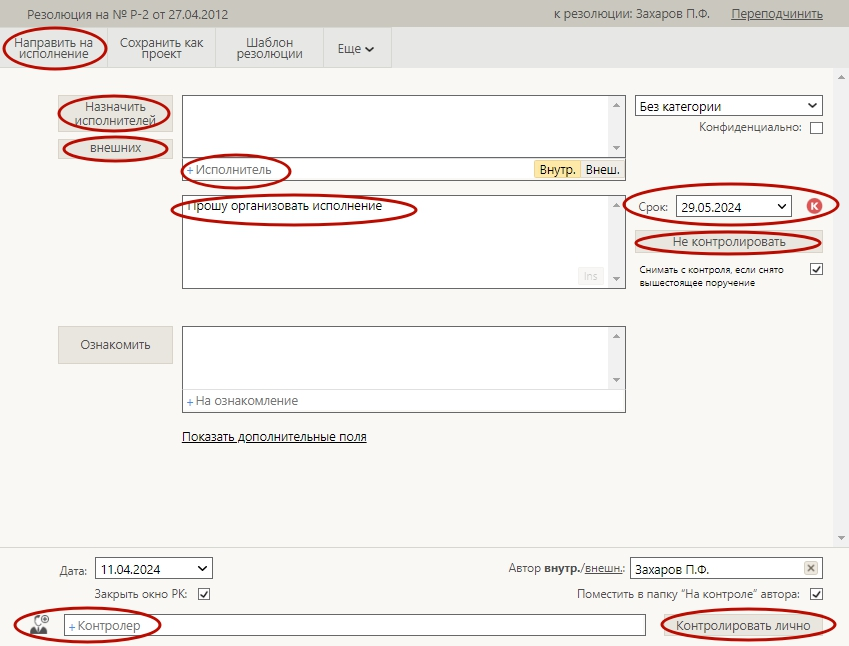 Резолюция на № Р-2 от 27.04.2012
к резолюции: Захаров П.Ф.
Переподчинить
Направить на
исполнение
Сохранить как
проект
Шаблон
резолюции
Еще
Назначить
исполнителей
внешних
+Исполнитель
Внутр. Внеш.
Без категории
Конфиденциально:
Прошу организовать исполнение
Ins
Срок: 29.05.2024 К
Не контролировать
Снимать с контроля, если снято
вышестоящее поручение
Ознакомить
+На ознакомление
Показать дополнительные поля
Дата: 11.04.2024
Автор внутр./внешн.: Захаров П.Ф.
Закрыть окно РК:
Поместить в папку "На контроле" автора:
+Контролер
Контролировать лично